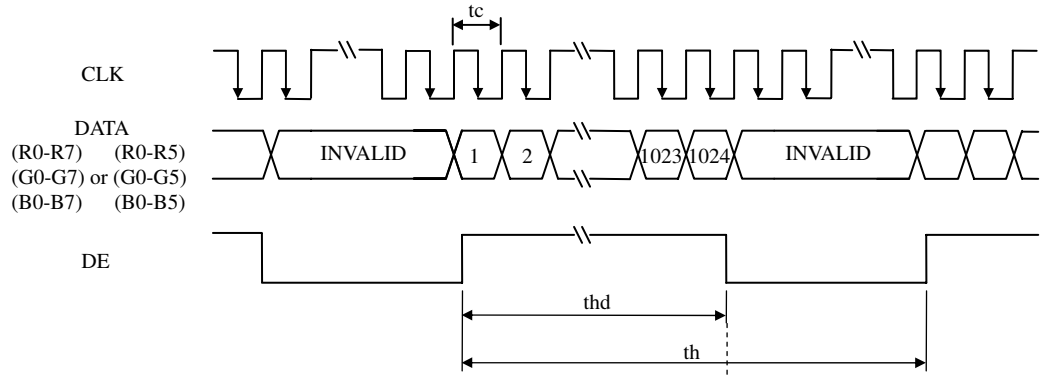 tc
CLK
DATA
(R0-R7) (R0-R5)
(G0-G7) or (G0-G5)
(B0-B7) (B0-B5)
INVALID 1 2 1023 1024 INVALID
DE
thd
th